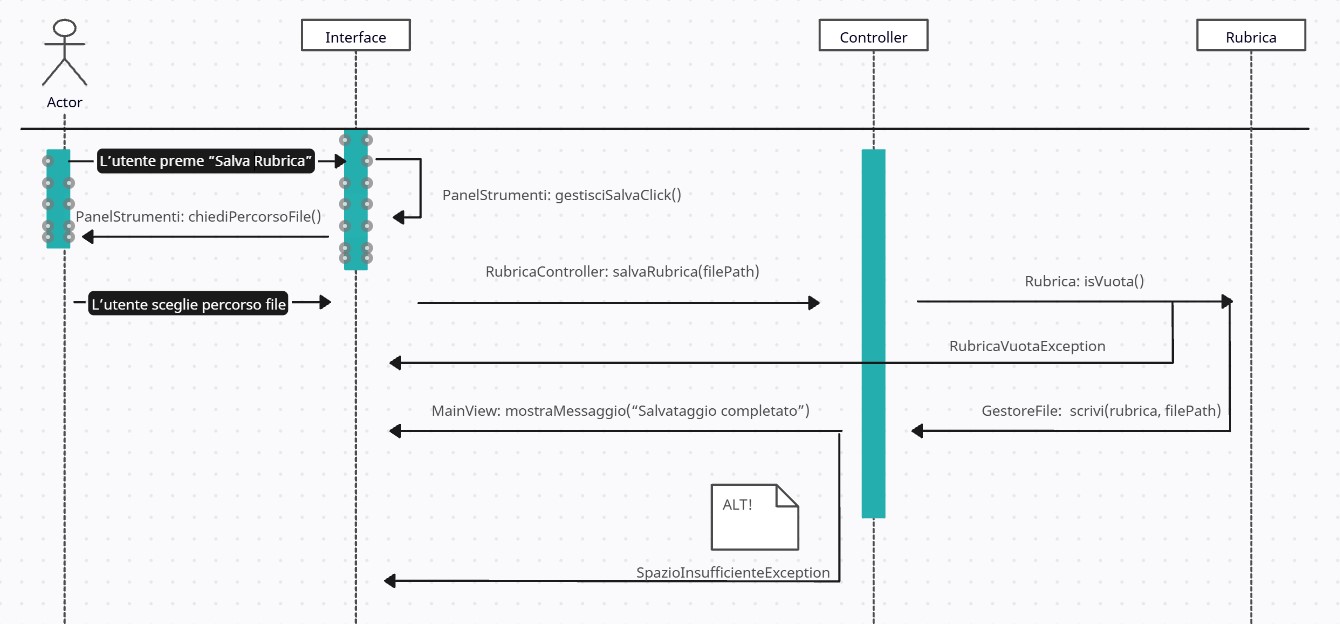 Actor
Interface
Controller
Rubrica
L’utente preme “Salva Rubrica”
PanelStrumenti: gestisciSalvaClick()
PanelStrumenti: chiediPercorsoFile()
RubricaController: salvaRubrica(filePath)
Rubrica: isVuota()
L’utente sceglie percorso file
RubricaVuotaException
MainView: mostraMessaggio(“Salvataggio completato”)
GestoreFile:  scrivi(rubrica, filePath)
ALT!
SpazioInsufficienteException